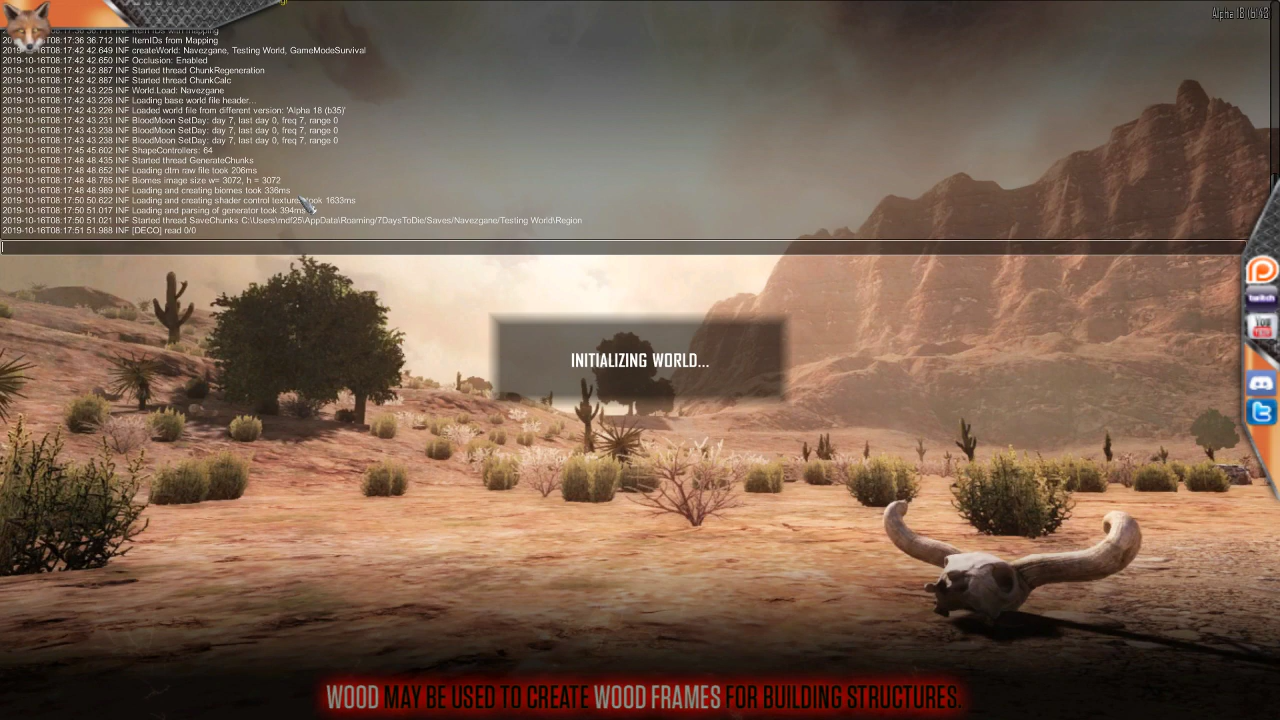 Alpha 18 (b143
2019-10-16T08:17:36 36.712 INF ItemIDs from Mapping
2019-10-16T08:17:42 42.649 INF createWorld: Navezgane, Testing World, GameModeSurvival
2019-10-16T08:17:42 42.650 INF Occlusion: Enabled
2019-10-16T08:17:42 42.887 INF Started thread ChunkRegeneration
2019-10-16T08:17:42 42.887 INF Started thread ChunkCalc
2019-10-16T08:17:42 43.225 INF World.Load: Navezgane
2019-10-16T08:17:42 43.226 INF Loading base world file header...
2019-10-16T08:17:42 43.226 INF Loaded world file from different version: 'Alpha 18 (b35)'
2019-10-16T08:17:42 43.231 INF BloodMoon SetDay: day 7, last day 0, freq 7, range 0
2019-10-16T08:17:43 43.238 INF BloodMoon SetDay: day 7, last day 0, freq 7, range 0
2019-10-16T08:17:43 43.238 INF BloodMoon SetDay: day 7, last day 0, freq 7, range 0
2019-10-16T08:17:45 45.602 INF ShapeControllers: 64
2019-10-16T08:17:48 48.435 INF Started thread GenerateChunks
2019-10-16T08:17:48 48.652 INF Loading dtm raw file took 206ms
2019-10-16T08:17:48 48.785 INF Biomes image size w= 3072, h = 3072
2019-10-16T08:17:48 48.989 INF Loading and creating biomes took 336ms
2019-10-16T08:17:50 50.622 INF Loading and creating shader control textures took 1633ms
2019-10-16T08:17:50 51.017 INF Loading and parsing of generator took 394ms
2019-10-16T08:17:50 51.021 INF Started thread SaveChunks C:\Users\mdf25\AppData\Roaming/7DaysToDie/Saves/Navezgane/Testing World\Region
2019-10-16T08:17:51 51.988 INF [DECO] read 0/0
twitch
You
INITIALIZING WORLD...
WOOD MAY BE USED TO CREATE WOOD FRAMES FOR BUILDING STRUCTURES.